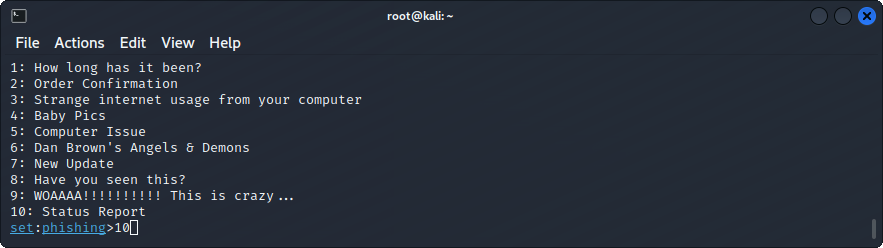 root@kali: ~
File Actions Edit View Help
1: How long has it been?
2: Order Confirmation
3: Strange internet usage from your computer
4: Baby Pics
5: Computer Issue
6: Dan Brown's Angels & Demons
7: New Update
8: Have you seen this?
9: WOAAAA!!!!!!!!!! This is crazy...
10: Status Report
set:phishing>10